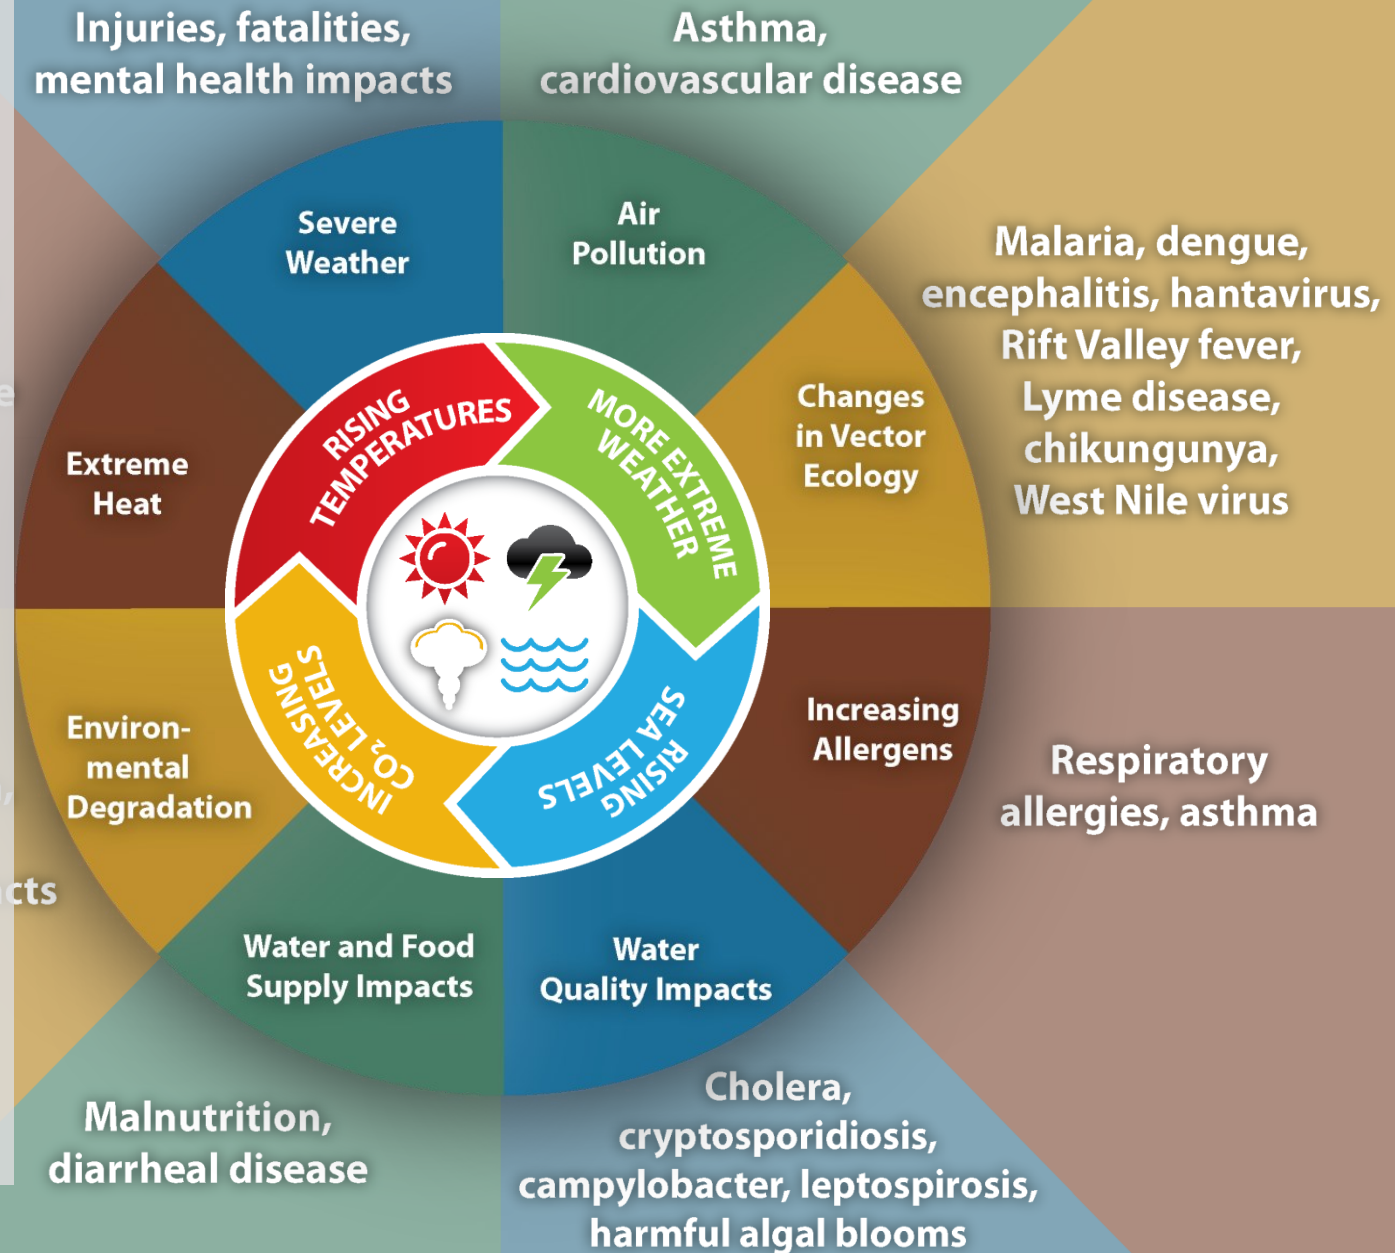 Injuries, fatalities,
mental health impacts
Asthma,
cardiovascular disease
Severe
Weather
Air
Pollution
Malaria, dengue,
encephalitis, hantavirus,
Rift Valley fever,
Lyme disease,
chikungunya,
West Nile virus
Changes
in Vector
Ecology
Extreme
Heat
RISING
TEMPERATURES
MORE EXTREME
WEATHER
RISING
SEA LEVELS
INCREASING
CO₂ LEVELS
Increasing
Allergens
Respiratory
allergies, asthma
Environ-
mental
Degradation
Water and Food
Supply Impacts
Water
Quality Impacts
Malnutrition,
diarrheal disease
Cholera,
cryptosporidiosis,
campylobacter, leptospirosis,
harmful algal blooms